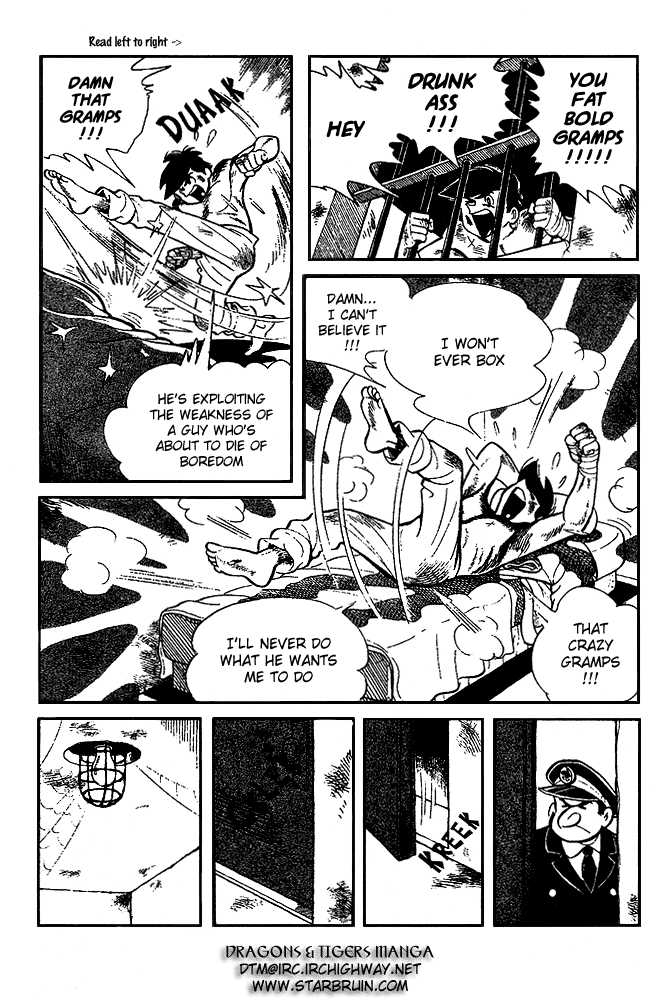 Read left to right ->
DAMN
THAT
GRAMPS
!!!
DUAAK
HE'S EXPLOITING
THE WEAKNESS OF
A GUY WHO'S
ABOUT TO DIE OF
BOREDOM
HEY
DRUNK
ASS
!!!
YOU
FAT
BOLD
GRAMPS
!!!!!
DAMN...
I CAN'T
BELIEVE IT
!!!
I WON'T
EVER BOX
I'LL NEVER DO
WHAT HE WANTS
ME TO DO
THAT
CRAZY
GRAMPS
!!!
KREEK
DRAGONS & TIGERS MANGA
DTM@IRC.IRCHIGHWAY.NET
WWW.STARBRUIN.COM